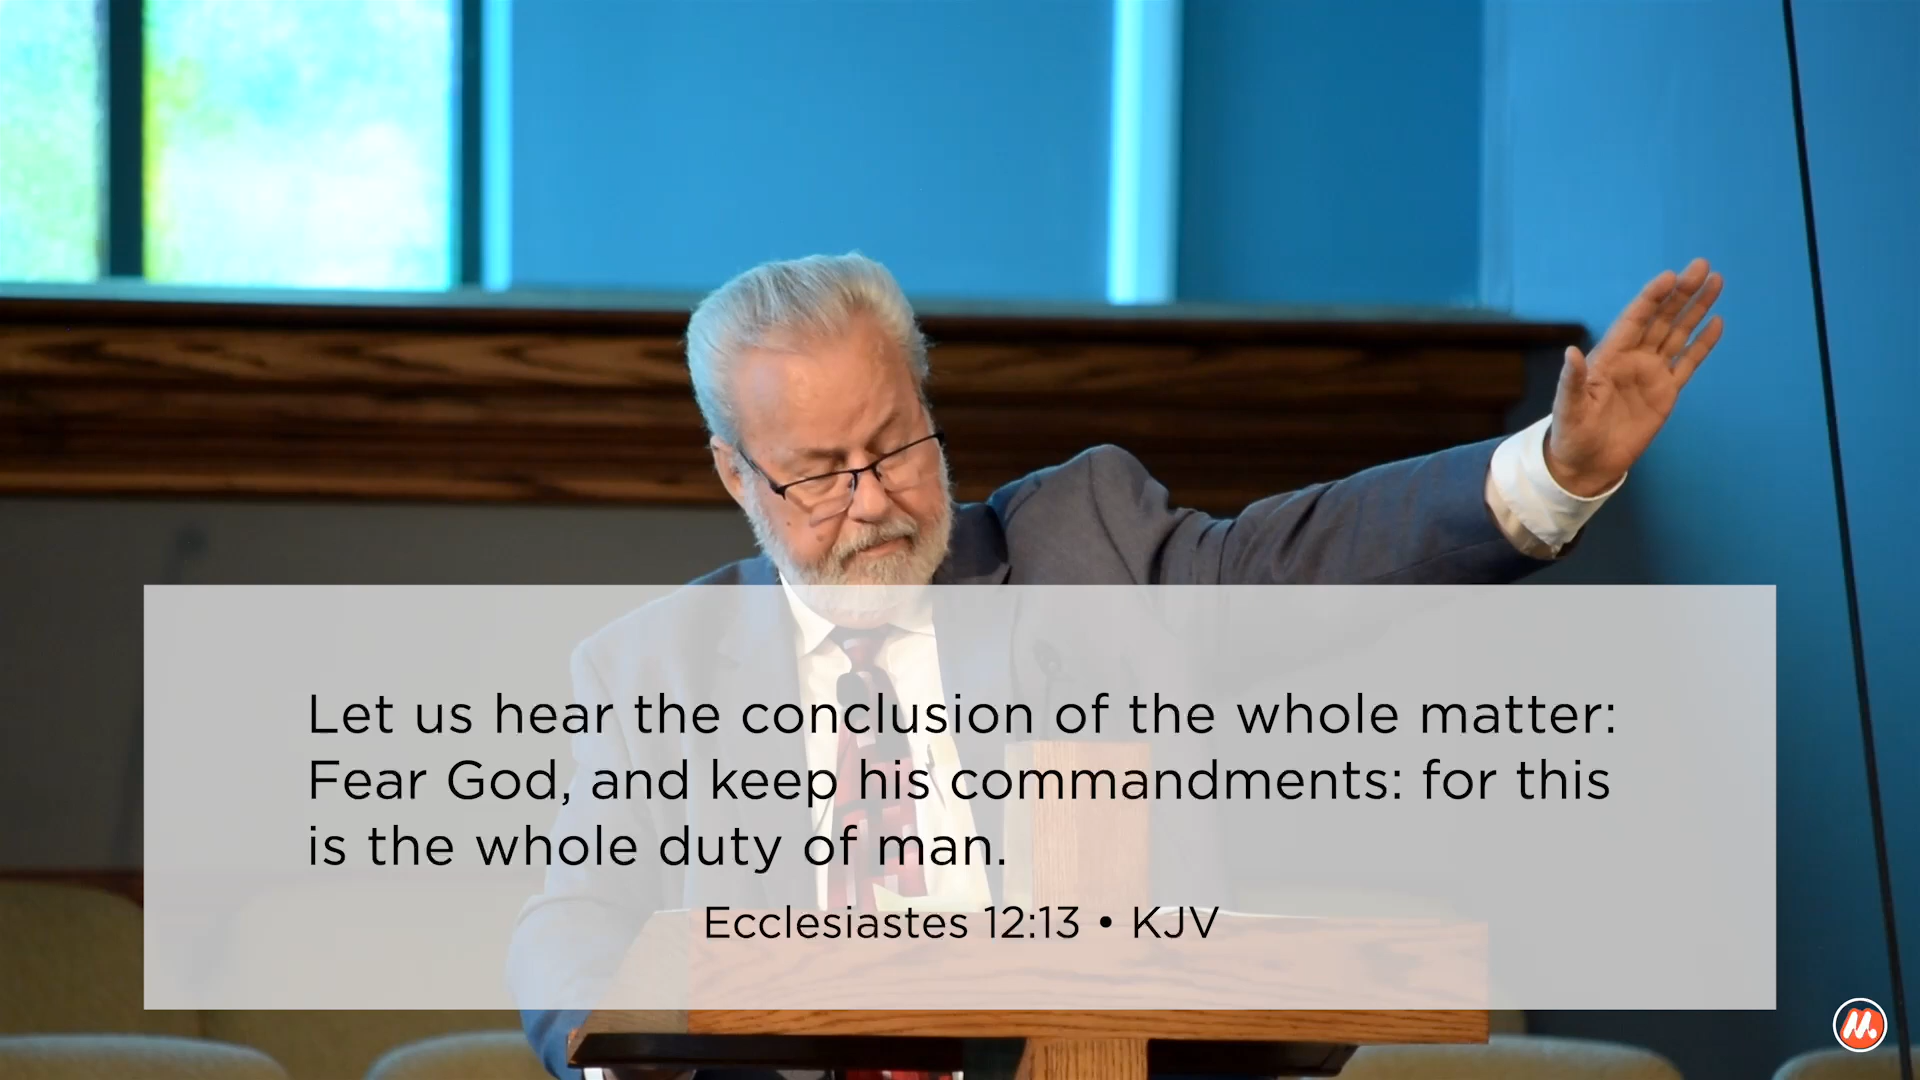 Let us hear the conclusion of the whole matter:
Fear God, and keep his commandments: for this
is the whole duty of man.
Ecclesiastes 12:13 • KJV